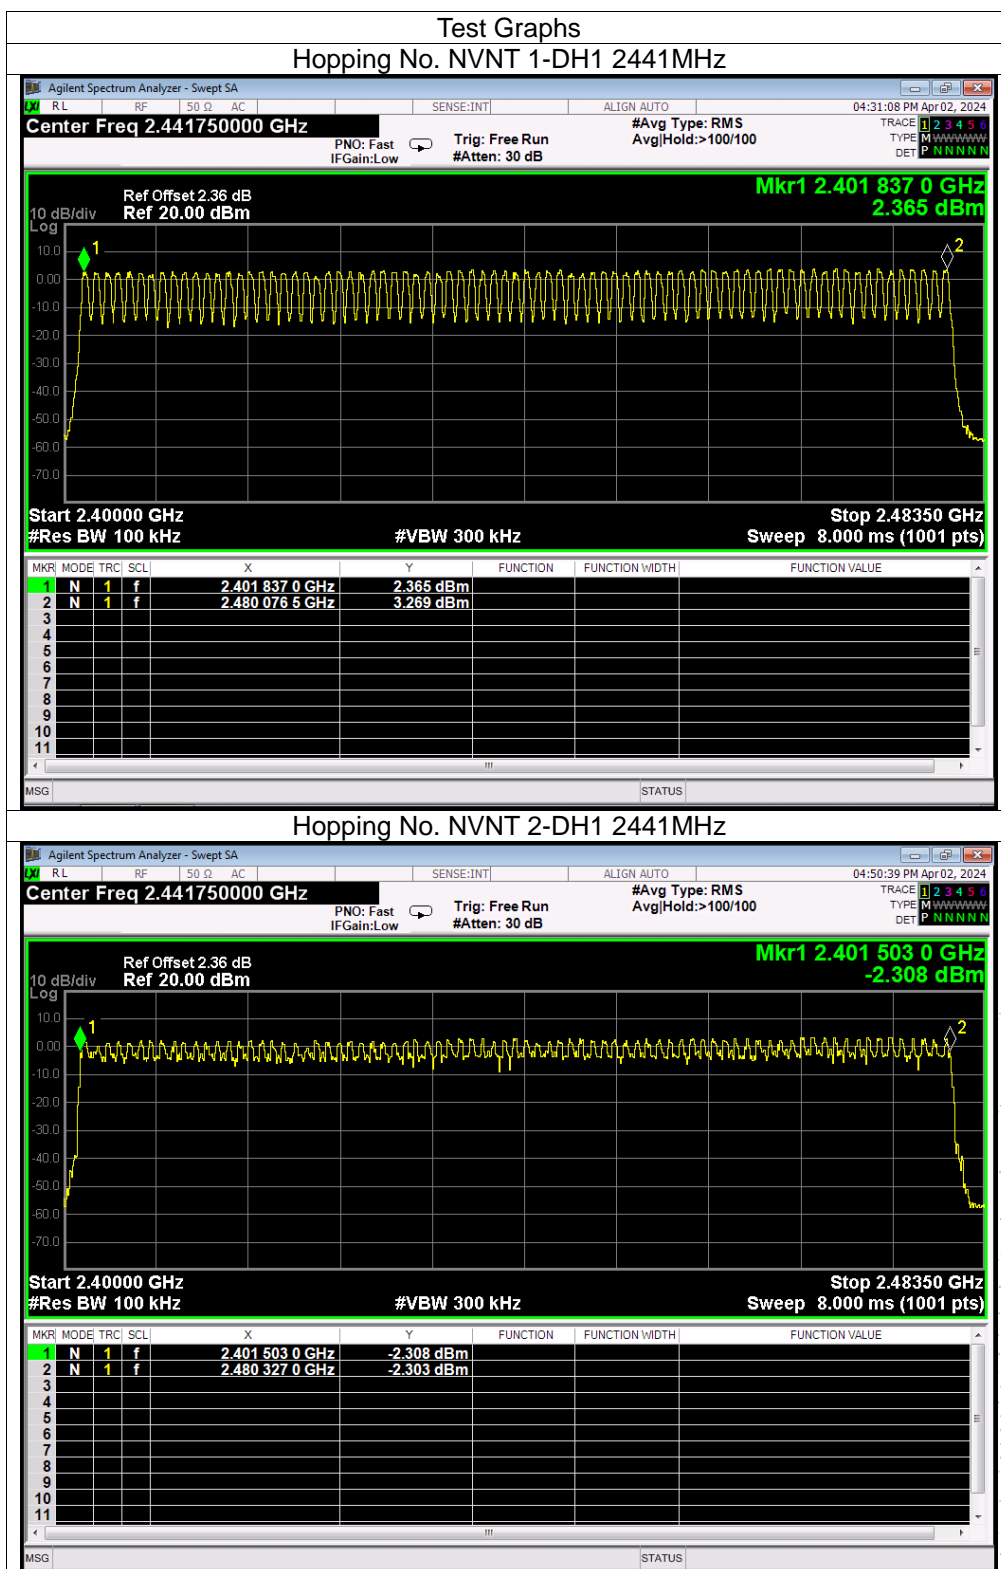 Test Graphs
Hopping No. NVNT 1-DH1 2441MHz
Agilent Spectrum Analyzer - Swept SA
LXI RL RF 50 Ω AC SENSE:INT ALIGN AUTO 04:31:08 PM Apr 02, 2024
Center Freq 2.441750000 GHz #Avg Type: RMS TRACE 1 2 3 4 5 6
PNO: Fast Trig: Free Run Avg|Hold:>100/100 TYPE M WWWWW
IFGain:Low #Atten: 30 dB DET P N N N N N
Mkr1 2.401 837 0 GHz
Ref Offset 2.36 dB
10 dB/div Ref 20.00 dBm 2.365 dBm
Log
10.0 1 2
0.00
-10.0
-20.0
-30.0
-40.0
-50.0
-60.0
-70.0
Start 2.40000 GHz Stop 2.48350 GHz
#Res BW 100 kHz #VBW 300 kHz Sweep 8.000 ms (1001 pts)
MKR MODE TRC SCL X Y FUNCTION FUNCTION WIDTH FUNCTION VALUE
1 N 1 f 2.401 837 0 GHz 2.365 dBm
2 N 1 f 2.480 076 5 GHz 3.269 dBm
3
4
5
6
7
8
9
10
11
MSG STATUS
Hopping No. NVNT 2-DH1 2441MHz
Agilent Spectrum Analyzer - Swept SA
LXI RL RF 50 Ω AC SENSE:INT ALIGN AUTO 04:50:39 PM Apr 02, 2024
Center Freq 2.441750000 GHz #Avg Type: RMS TRACE 1 2 3 4 5 6
PNO: Fast Trig: Free Run Avg|Hold:>100/100 TYPE M WWWWW
IFGain:Low #Atten: 30 dB DET P N N N N N
Mkr1 2.401 503 0 GHz
Ref Offset 2.36 dB
10 dB/div Ref 20.00 dBm -2.308 dBm
Log
10.0 1 2
0.00
-10.0
-20.0
-30.0
-40.0
-50.0
-60.0
-70.0
Start 2.40000 GHz Stop 2.48350 GHz
#Res BW 100 kHz #VBW 300 kHz Sweep 8.000 ms (1001 pts)
MKR MODE TRC SCL X Y FUNCTION FUNCTION WIDTH FUNCTION VALUE
1 N 1 f 2.401 503 0 GHz -2.308 dBm
2 N 1 f 2.480 327 0 GHz -2.303 dBm
3
4
5
6
7
8
9
10
11
MSG STATUS